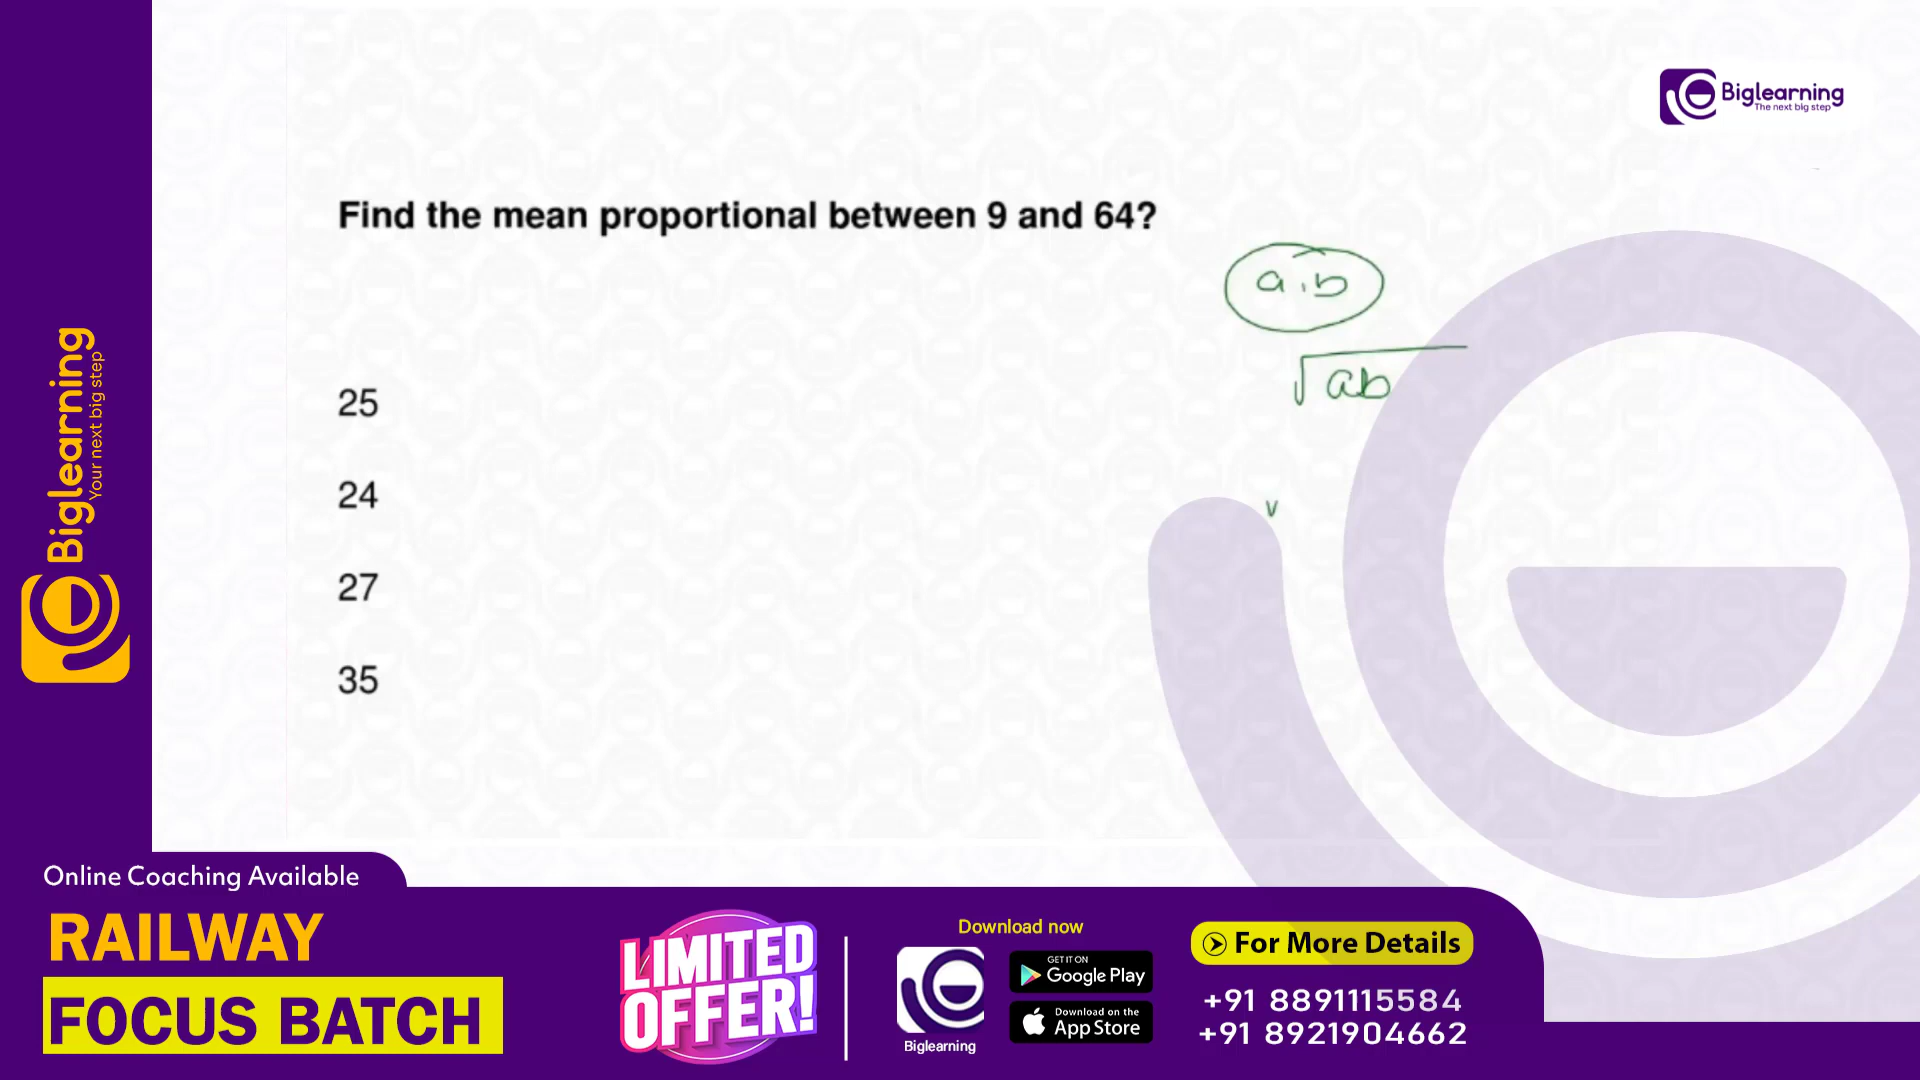 Biglearning
The next big step
Find the mean proportional between 9 and 64?
a,b
√ab
25
24
27
35
Biglearning
Your next big step
Online Coaching Available
RAILWAY
FOCUS BATCH
LIMITED
OFFER!
Download now
Biglearning
GET IT ON
Google Play
Download on the
App Store
For More Details
+91 8891115584
+91 8921904662